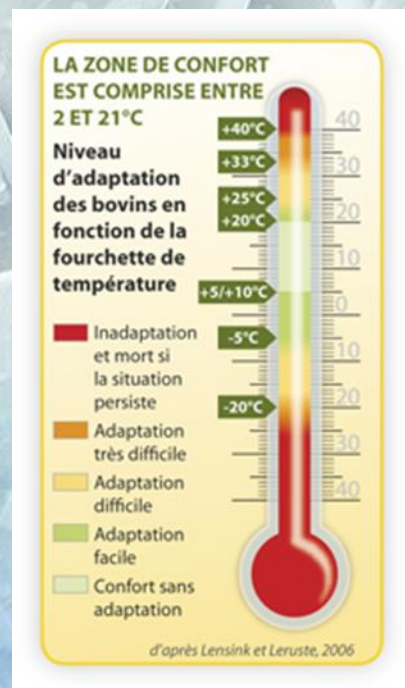 LA ZONE DE CONFORT
EST COMPRISE ENTRE
2 ET 21°C
Niveau
d'adaptation
des bovins en
fonction de la
fourchette de
température
Inadaptation
et mort si
la situation
persiste
Adaptation
très difficile
Adaptation
difficile
Adaptation
facile
Confort sans
adaptation
+40°C
+33°C
+25°C
+20°C
+5/+10°C
-5°C
-20°C
40
30
20
10
0
10
20
30
40
d'après Lensink et Leruste, 2006